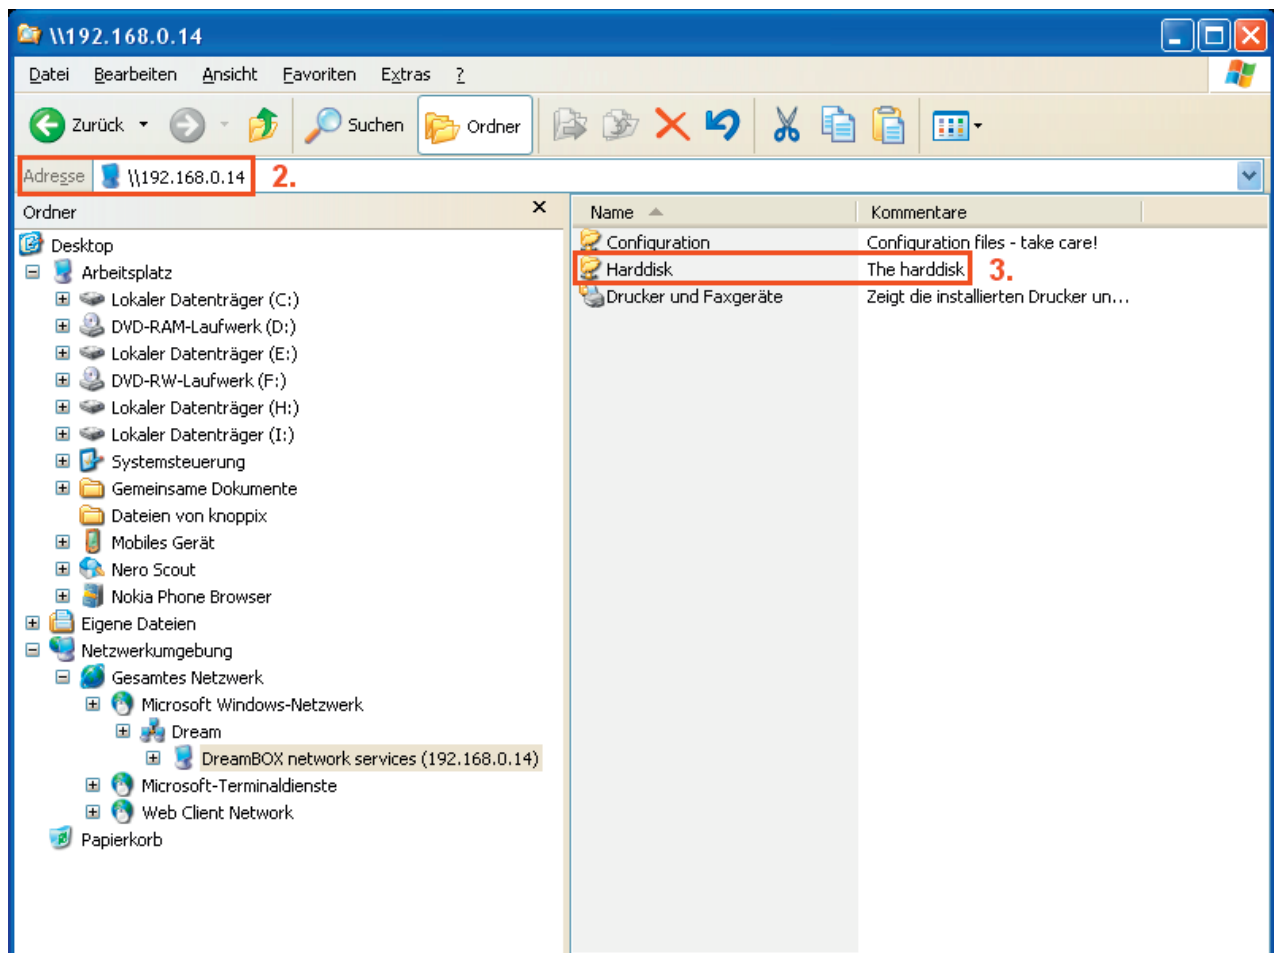 \\192.168.0.14
Datei Bearbeiten Ansicht Favoriten Extras ?
Zurück Suchen Ordner
Adresse \\192.168.0.14 2.
Ordner
Name Kommentare
Desktop
Arbeitsplatz
Lokaler Datenträger (C:)
DVD-RAM-Laufwerk (D:)
Lokaler Datenträger (E:)
DVD-RW-Laufwerk (F:)
Lokaler Datenträger (H:)
Lokaler Datenträger (I:)
Systemsteuerung
Gemeinsame Dokumente
Dateien von knoppix
Mobiles Gerät
Nero Scout
Nokia Phone Browser
Eigene Dateien
Netzwerkumgebung
Gesamtes Netzwerk
Microsoft Windows-Netzwerk
Dream
DreamBOX network services (192.168.0.14)
Microsoft-Terminaldienste
Web Client Network
Papierkorb
Configuration Configuration files - take care!
Harddisk The harddisk 3.
Drucker und Faxgeräte Zeigt die installierten Drucker un...